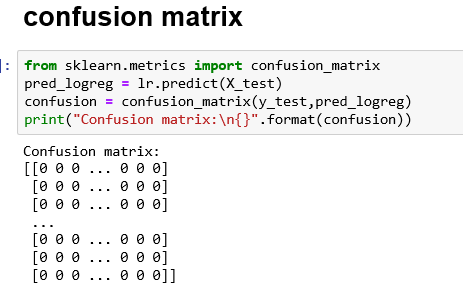 confusion matrix
]: from sklearn.metrics import confusion_matrix
pred_logreg = lr.predict(X_test)
confusion = confusion_matrix(y_test,pred_logreg)
print("Confusion matrix:\n{}".format(confusion))
Confusion matrix:
[[0 0 0 ... 0 0 0]
 [0 0 0 ... 0 0 0]
 [0 0 0 ... 0 0 0]
 ...
 [0 0 0 ... 0 0 0]
 [0 0 0 ... 0 0 0]
 [0 0 0 ... 0 0 0]]